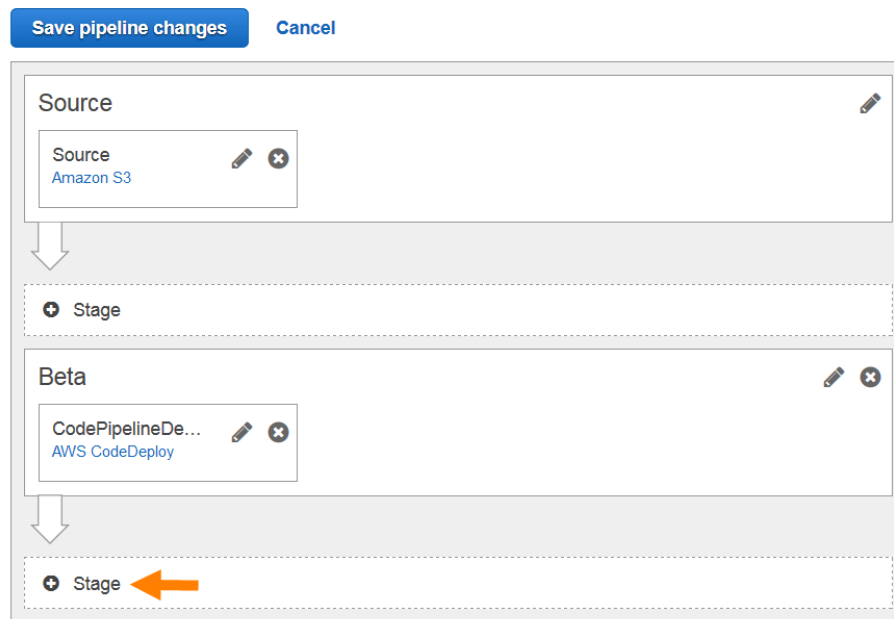 Save pipeline changes Cancel
Source
Source
Amazon S3
Stage
Beta
CodePipelineDe...
AWS CodeDeploy
Stage